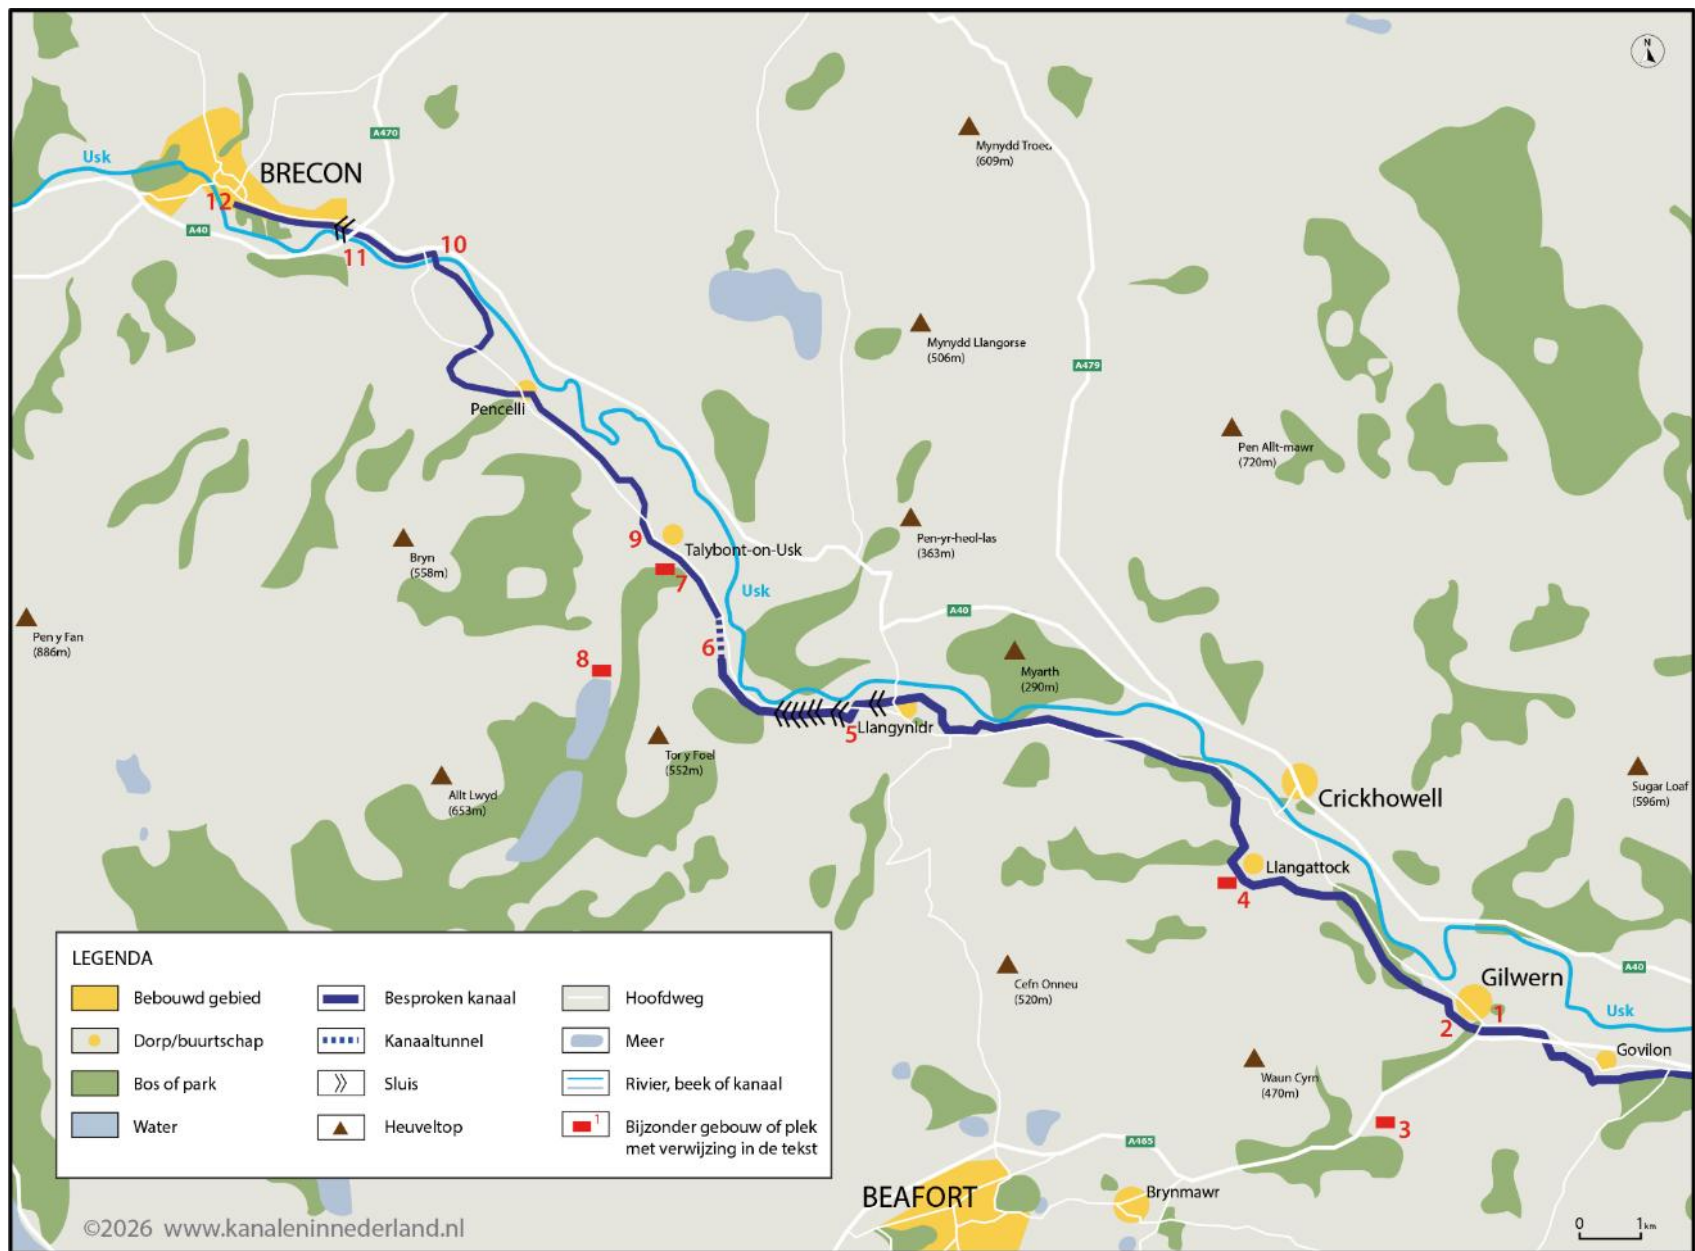 N
A470
Usk
BRECON
Mynydd Troed
(609m)
12
A40
11
10
Mynydd Llangorse
(506m)
A479
Pencelli
Pen Allt-mawr
(720m)
9
Talybont-on-Usk
Pen-yr-heol-las
(363m)
Bryn
(558m)
7
Usk
A40
Pen y Fan
(886m)
6
8
Myarth
(290m)
5
Llangynidr
Tor y Foel
(552m)
Allt Lwyd
(653m)
Crickhowell
Sugar Loaf
(596m)
Llangattock
4
Cefn Onneu
(520m)
Gilwern
A40
1
2
Usk
Govilon
Waun Cyrn
(470m)
3
A465
BEAFORT
Brynmawr
LEGENDA
Bebouwd gebied
Besproken kanaal
Hoofdweg
Dorp/buurtschap
Kanaaltunnel
Meer
Bos of park
Sluis
Rivier, beek of kanaal
Water
Heuveltop
1
Bijzonder gebouw of plek
met verwijzing in de tekst
©2026 www.kanaleninnederland.nl
0 1km